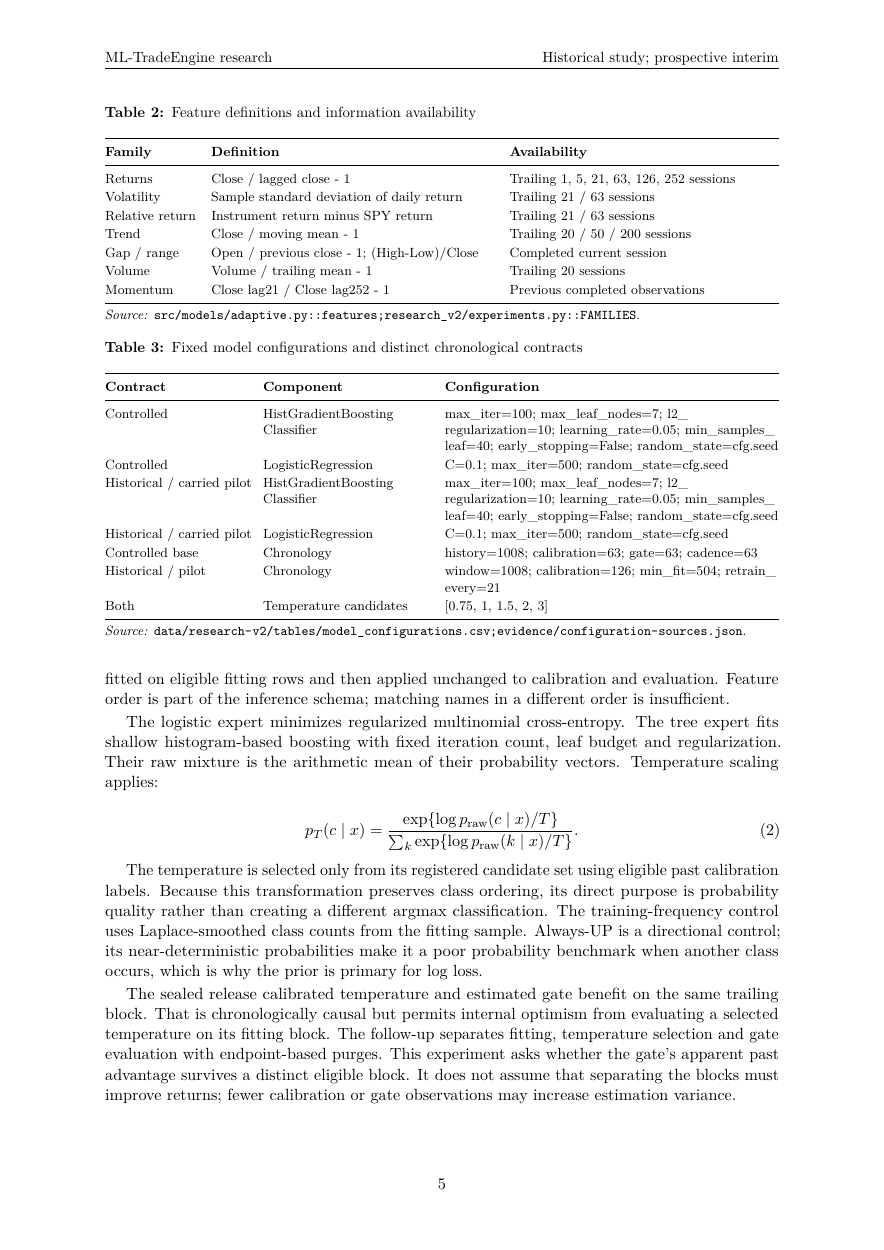 ML-TradeEngine research Historical study; prospective interim
Table 2: Feature definitions and information availability
Family Definition Availability
Returns Close / lagged close - 1 Trailing 1, 5, 21, 63, 126, 252 sessions
Volatility Sample standard deviation of daily return Trailing 21 / 63 sessions
Relative return Instrument return minus SPY return Trailing 21 / 63 sessions
Trend Close / moving mean - 1 Trailing 20 / 50 / 200 sessions
Gap / range Open / previous close - 1; (High-Low)/Close Completed current session
Volume Volume / trailing mean - 1 Trailing 20 sessions
Momentum Close lag21 / Close lag252 - 1 Previous completed observations
Source: src/models/adaptive.py::features;research_v2/experiments.py::FAMILIES.
Table 3: Fixed model configurations and distinct chronological contracts
Contract Component Configuration
Controlled HistGradientBoosting max_iter=100; max_leaf_nodes=7; l2_
Classifier regularization=10; learning_rate=0.05; min_samples_
leaf=40; early_stopping=False; random_state=cfg.seed
Controlled LogisticRegression C=0.1; max_iter=500; random_state=cfg.seed
Historical / carried pilot HistGradientBoosting max_iter=100; max_leaf_nodes=7; l2_
Classifier regularization=10; learning_rate=0.05; min_samples_
leaf=40; early_stopping=False; random_state=cfg.seed
Historical / carried pilot LogisticRegression C=0.1; max_iter=500; random_state=cfg.seed
Controlled base Chronology history=1008; calibration=63; gate=63; cadence=63
Historical / pilot Chronology window=1008; calibration=126; min_fit=504; retrain_
every=21
Both Temperature candidates [0.75, 1, 1.5, 2, 3]
Source: data/research-v2/tables/model_configurations.csv;evidence/configuration-sources.json.
fitted on eligible fitting rows and then applied unchanged to calibration and evaluation. Feature
order is part of the inference schema; matching names in a different order is insufficient.
The logistic expert minimizes regularized multinomial cross-entropy. The tree expert fits
shallow histogram-based boosting with fixed iteration count, leaf budget and regularization.
Their raw mixture is the arithmetic mean of their probability vectors. Temperature scaling
applies:
p_T(c | x) = exp{log p_raw(c | x)/T} / ∑_k exp{log p_raw(k | x)/T}. (2)
The temperature is selected only from its registered candidate set using eligible past calibration
labels. Because this transformation preserves class ordering, its direct purpose is probability
quality rather than creating a different argmax classification. The training-frequency control
uses Laplace-smoothed class counts from the fitting sample. Always-UP is a directional control;
its near-deterministic probabilities make it a poor probability benchmark when another class
occurs, which is why the prior is primary for log loss.
The sealed release calibrated temperature and estimated gate benefit on the same trailing
block. That is chronologically causal but permits internal optimism from evaluating a selected
temperature on its fitting block. The follow-up separates fitting, temperature selection and gate
evaluation with endpoint-based purges. This experiment asks whether the gate's apparent past
advantage survives a distinct eligible block. It does not assume that separating the blocks must
improve returns; fewer calibration or gate observations may increase estimation variance.
5